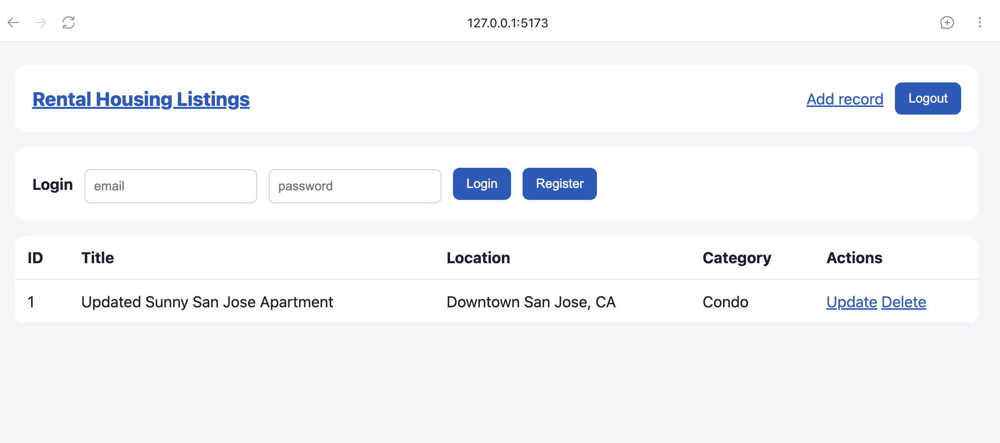 127.0.0.1:5173
Rental Housing Listings Add record Logout
Login email password Login Register
ID Title Location Category Actions
1 Updated Sunny San Jose Apartment Downtown San Jose, CA Condo Update Delete